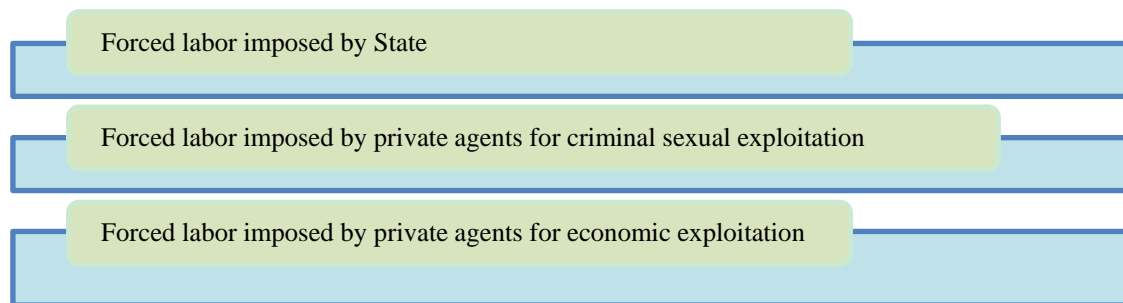 Forced labor imposed by State
Forced labor imposed by private agents for criminal sexual exploitation
Forced labor imposed by private agents for economic exploitation